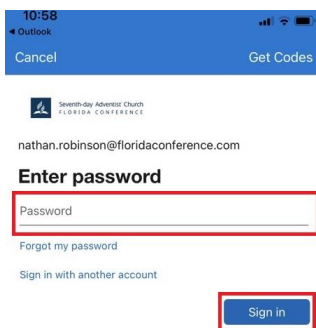 10:58
◀ Outlook
Cancel
Get Codes
Seventh-day Adventist Church
FLORIDA CONFERENCE
nathan.robinson@floridaconference.com
Enter password
Password
Forgot my password
Sign in with another account
Sign in